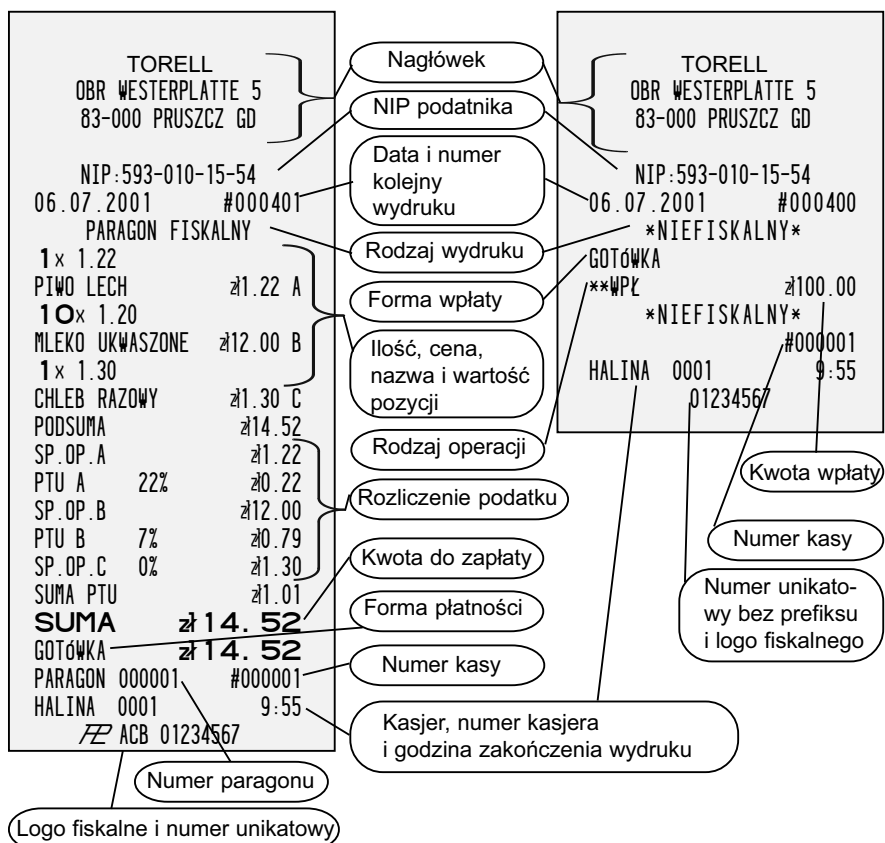 TORELL
OBR WESTERPLATTE 5
83-000 PRUSZCZ GD
NIP:593-010-15-54
06.07.2001 #000401
PARAGON FISKALNY
1x 1.22
PIWO LECH zł1.22 A
10x 1.20
MLEKO UKWASZONE zł12.00 B
1x 1.30
CHLEB RAZOWY zł1.30 C
PODSUMA zł14.52
SP.OP.A zł1.22
PTU A 22% zł0.22
SP.OP.B zł12.00
PTU B 7% zł0.79
SP.OP.C 0% zł1.30
SUMA PTU zł1.01
SUMA zł14.52
GOTóWKA zł14.52
PARAGON 000001 #000001
HALINA 0001 9:55
ACB 01234567
Nagłówek
NIP podatnika
Data i numer
kolejny
wydruku
Rodzaj wydruku
Forma wpłaty
Ilość, cena,
nazwa i wartość
pozycji
Rodzaj operacji
Rozliczenie podatku
Kwota do zapłaty
Forma płatności
Numer kasy
Kasjer, numer kasjera
i godzina zakończenia wydruku
Numer paragonu
Logo fiskalne i numer unikatowy
TORELL
OBR WESTERPLATTE 5
83-000 PRUSZCZ GD
NIP:593-010-15-54
06.07.2001 #000400
*NIEFISKALNY*
GOTóWKA
**WPŁ zł100.00
*NIEFISKALNY*
#000001
HALINA 0001 9:55
01234567
Kwota wpłaty
Numer kasy
Numer unikato-
wy bez prefiksu
i logo fiskalnego